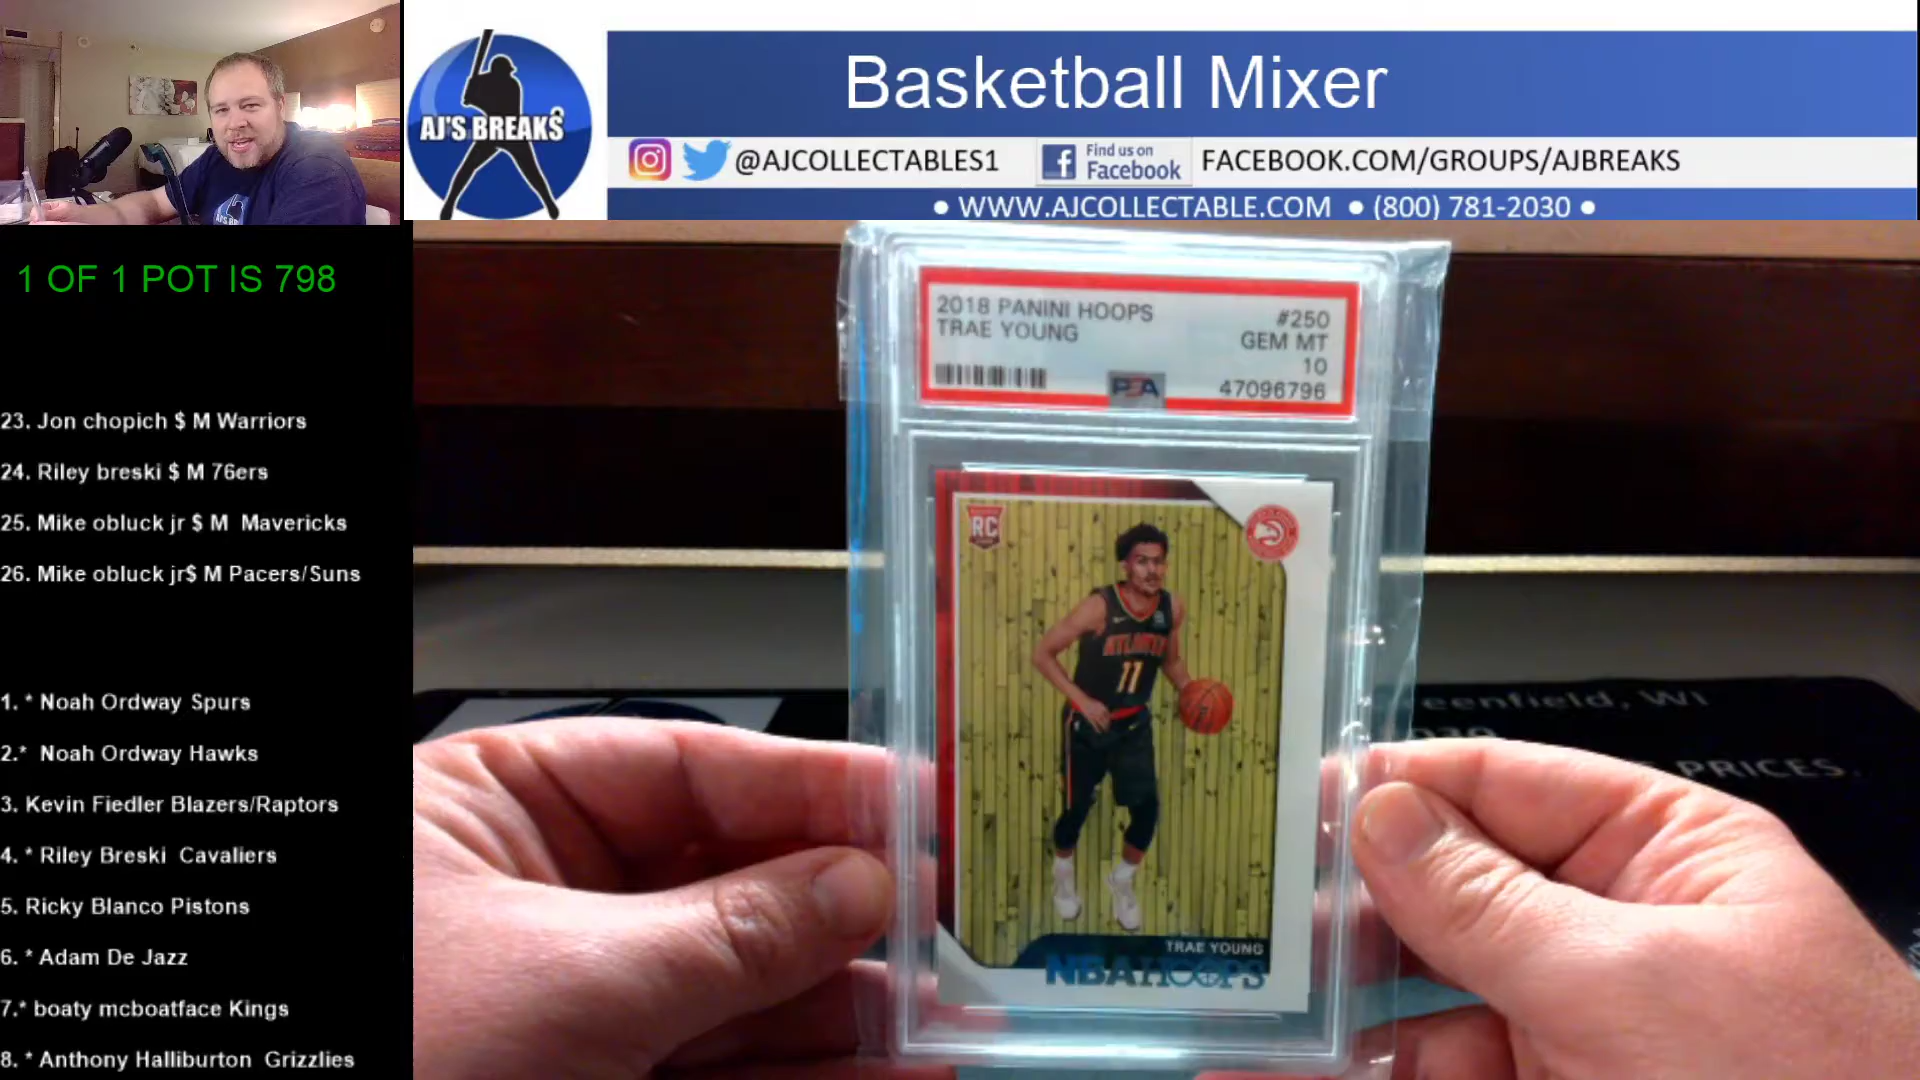 Basketball Mixer
AJ'S BREAKS
@AJCOLLECTABLES1
Find us on
Facebook
FACEBOOK.COM/GROUPS/AJBREAKS
• WWW.AJCOLLECTABLE.COM • (800) 781-2030 •
1 OF 1 POT IS 798
23. Jon chopich $ M Warriors
24. Riley breski $ M 76ers
25. Mike obluck jr $ M Mavericks
26. Mike obluck jr$ M Pacers/Suns
1. * Noah Ordway Spurs
2.* Noah Ordway Hawks
3. Kevin Fiedler Blazers/Raptors
4. * Riley Breski Cavaliers
5. Ricky Blanco Pistons
6. * Adam De Jazz
7.* boaty mcboatface Kings
8. * Anthony Halliburton Grizzlies
2018 PANINI HOOPS #250
TRAE YOUNG GEM MT
10
PSA 47096796
RC
ATLANTA
11
TRAE YOUNG
NBA HOOPS
WI
PRICES.